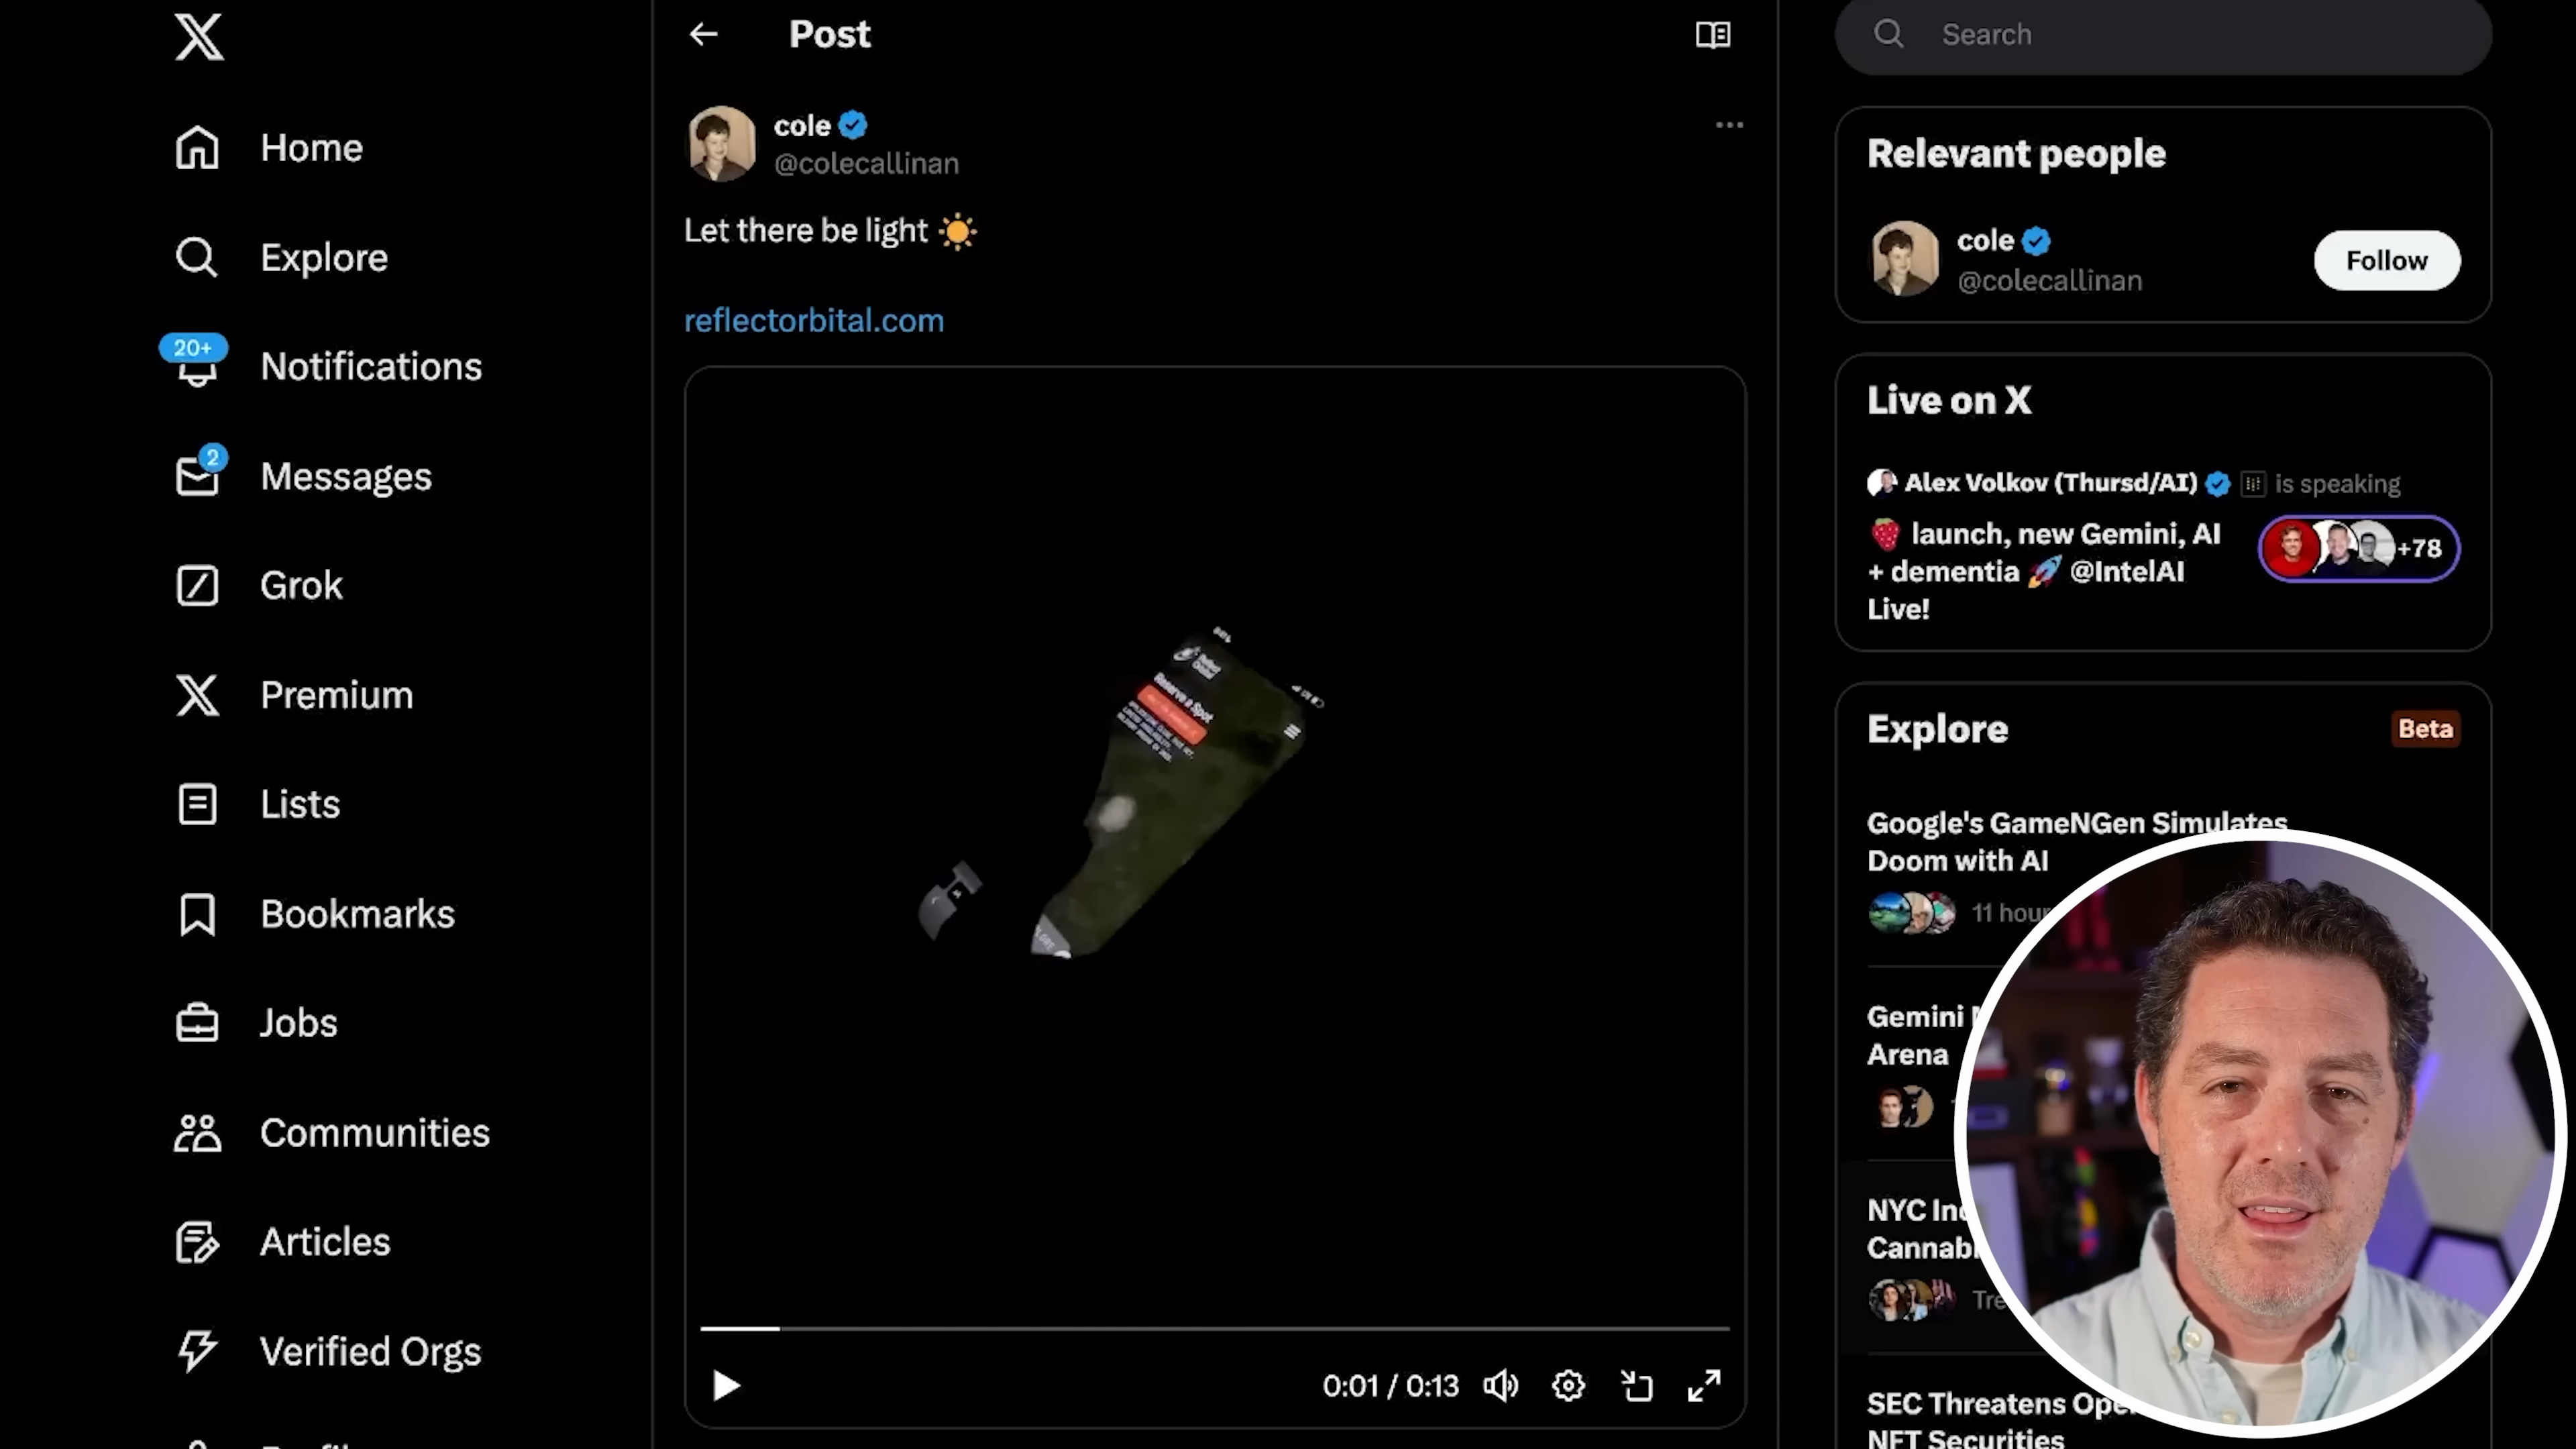 Home
Explore
20+
Notifications
2
Messages
Grok
Premium
Lists
Bookmarks
Jobs
Communities
Articles
Verified Orgs
Post
cole
@colecallinan
Let there be light ☀️
reflectorbital.com
Reserve a Spot
0:01 / 0:13
Search
Relevant people
cole
@colecallinan
Follow
Live on X
Alex Volkov (Thursd/AI) is speaking
🍓 launch, new Gemini, AI
+ dementia 🚀 @IntelAI
Live!
+78
Explore
Beta
Google's GameNGen Simulates
Doom with AI
11
Gemini
Arena
NYC
SEC Threatens
NFT Securities